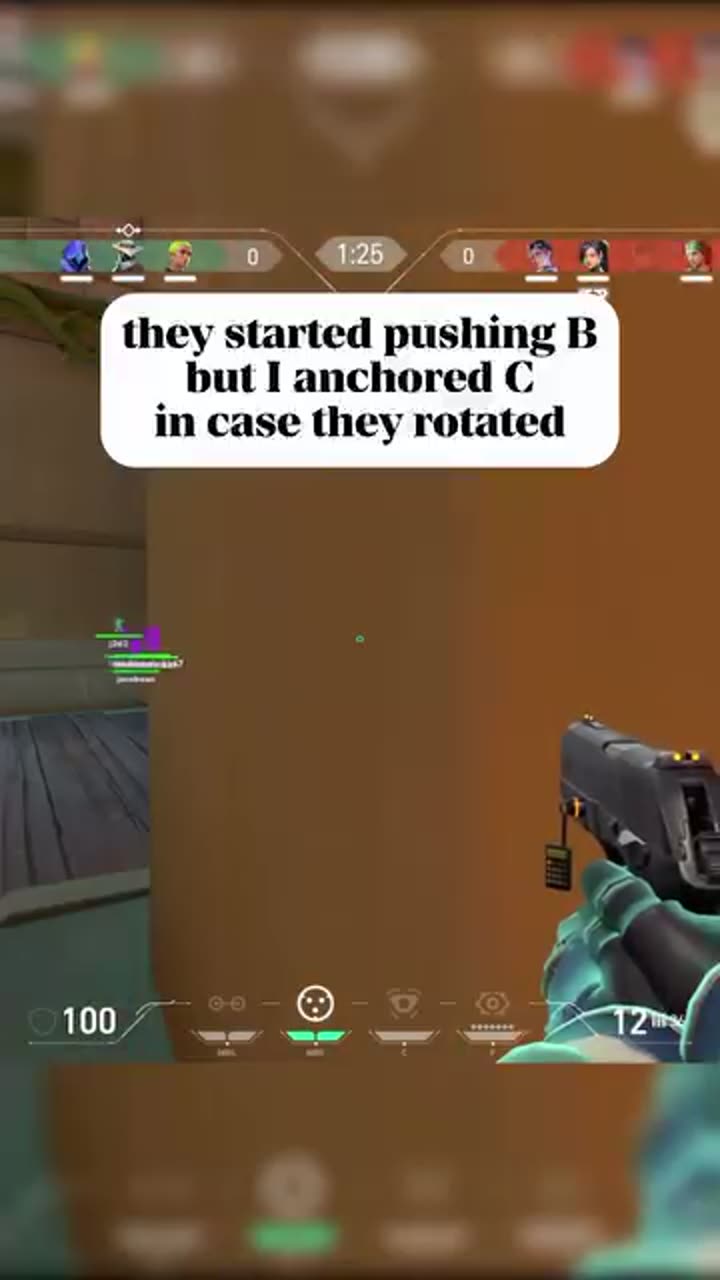 0 1:25 0
they started pushing B
but I anchored C
in case they rotated
100
12
C